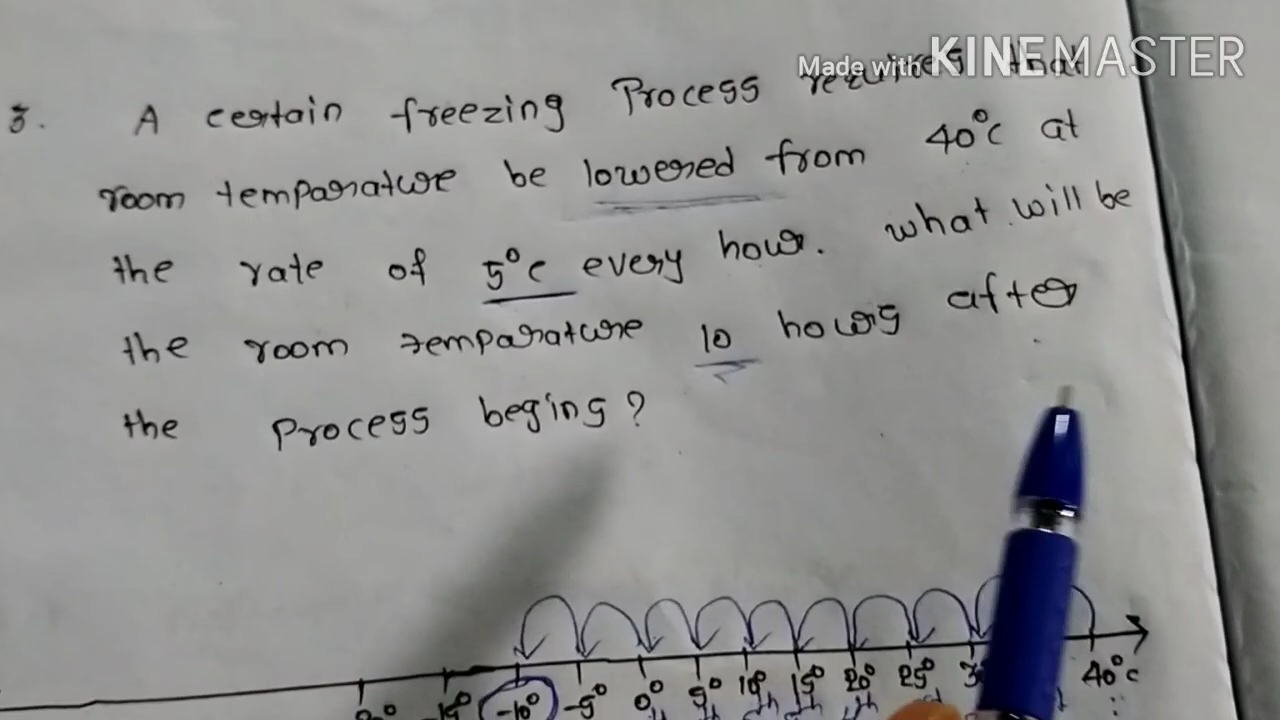 Made with KINEMASTER
3. A certain freezing Process requires that
room temparature be lowered from 40°c at
the rate of 5°c every hour. what will be
the room temparature 10 hours after
the Process begins?
-10° -5° 0° 5° 10° 15° 20° 25° 40°c